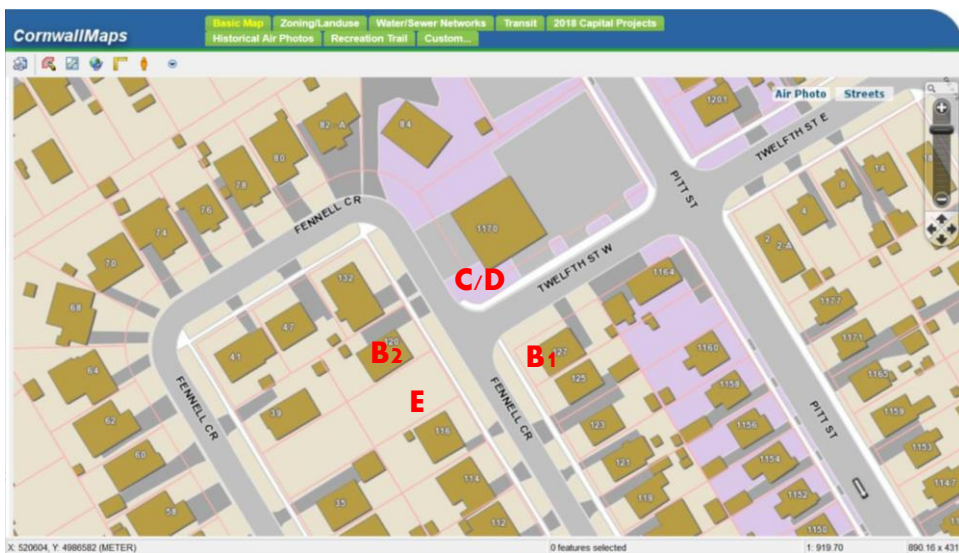 CornwallMaps
Basic Map Zoning/Landuse Water/Sewer Networks Transit 2018 Capital Projects
Historical Air Photos Recreation Trail Custom...
Air Photo Streets
1201
TWELFTH ST E
84
82 - A
80
78
76
74
70
68
64
62
60
58
FENNELL CR
1170
PITT ST
14
8
4
2
2-A
18
C/D
TWELFTH ST W
1164
132
47
41
120
B2
39
E
116
114
112
35
FENNELL CR
FENNELL CR
B1
127
125
123
121
119
1160
1158
1156
1154
1152
1150
PITT ST
1177
1171
1165
1159
1153
1147
X: 520604, Y: 4986582 (METER)
0 features selected
1: 919.70
890.16 x 431